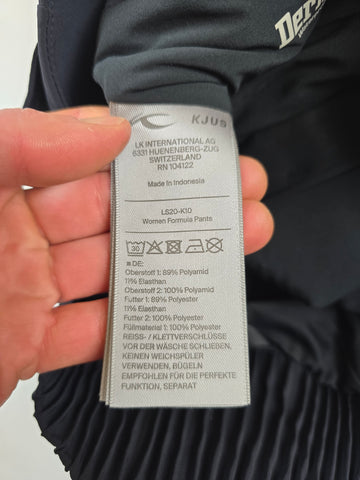 KJUS
LK INTERNATIONAL AG
6331 HUENENBERG-ZUG
SWITZERLAND
RN 104122
Made in Indonesia
LS20-K10
Women Formula Pants
30
DE:
Oberstoff 1: 89% Polyamid
11% Elasthan
Oberstoff 2: 100% Polyamid
Futter 1: 89% Polyester
11% Elasthan
Futter 2: 100% Polyester
Füllmaterial 1: 100% Polyester
REISS- / KLETTVERSCHLÜSSE
VOR DER WÄSCHE SCHLIEßEN,
KEINEN WEICHSPÜLER
VERWENDEN, BÜGELN
EMPFOHLEN FÜR DIE PERFEKTE
FUNKTION, SEPARAT